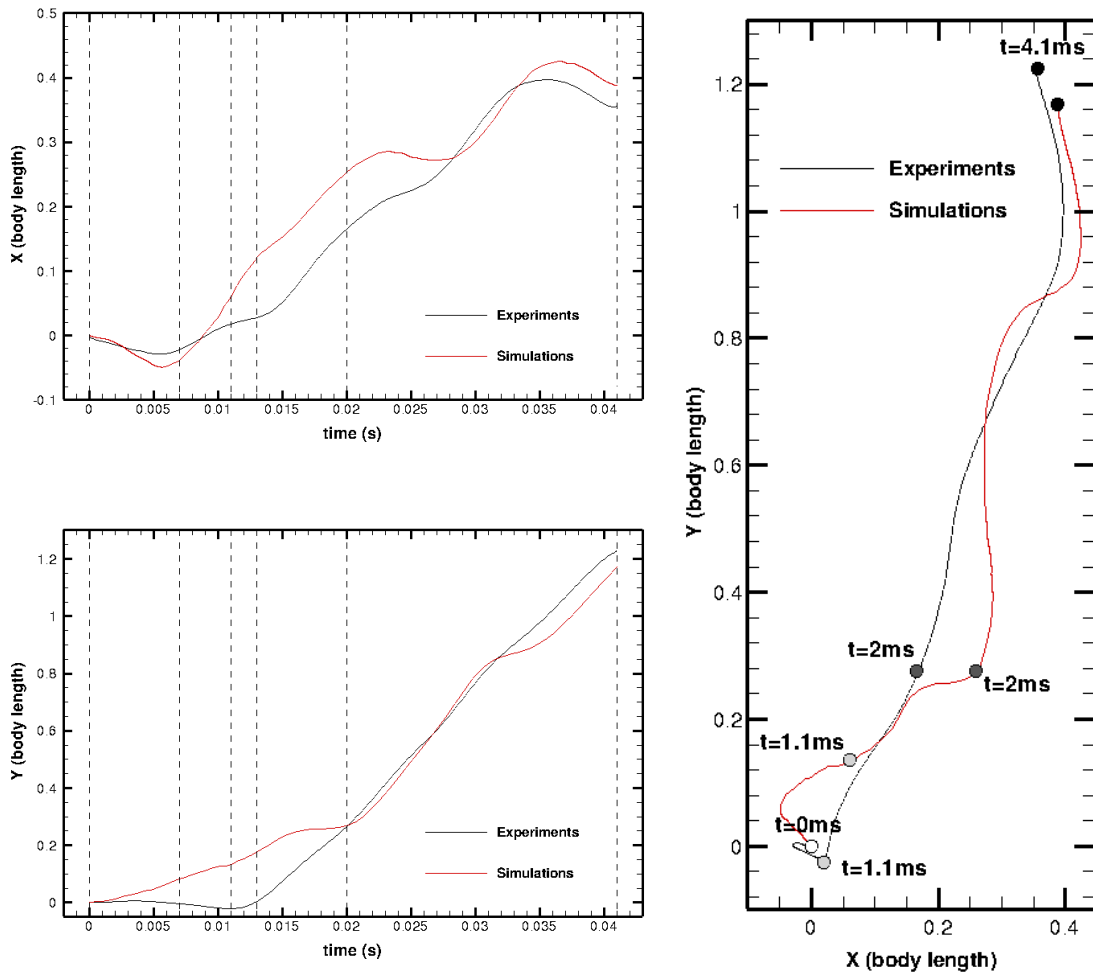 0.5
0.4
0.3
0.2
0.1
0
-0.1
X (body length)
Experiments
Simulations
0 0.005 0.01 0.015 0.02 0.025 0.03 0.035 0.04
time (s)
1.2
1
0.8
0.6
0.4
0.2
0
Y (body length)
Experiments
Simulations
0 0.005 0.01 0.015 0.02 0.025 0.03 0.035 0.04
time (s)
t=4.1ms
1.2
1
0.8
0.6
0.4
0.2
0
Y (body length)
Experiments
Simulations
t=2ms
t=2ms
t=1.1ms
t=0ms
t=1.1ms
0 0.2 0.4
X (body length)